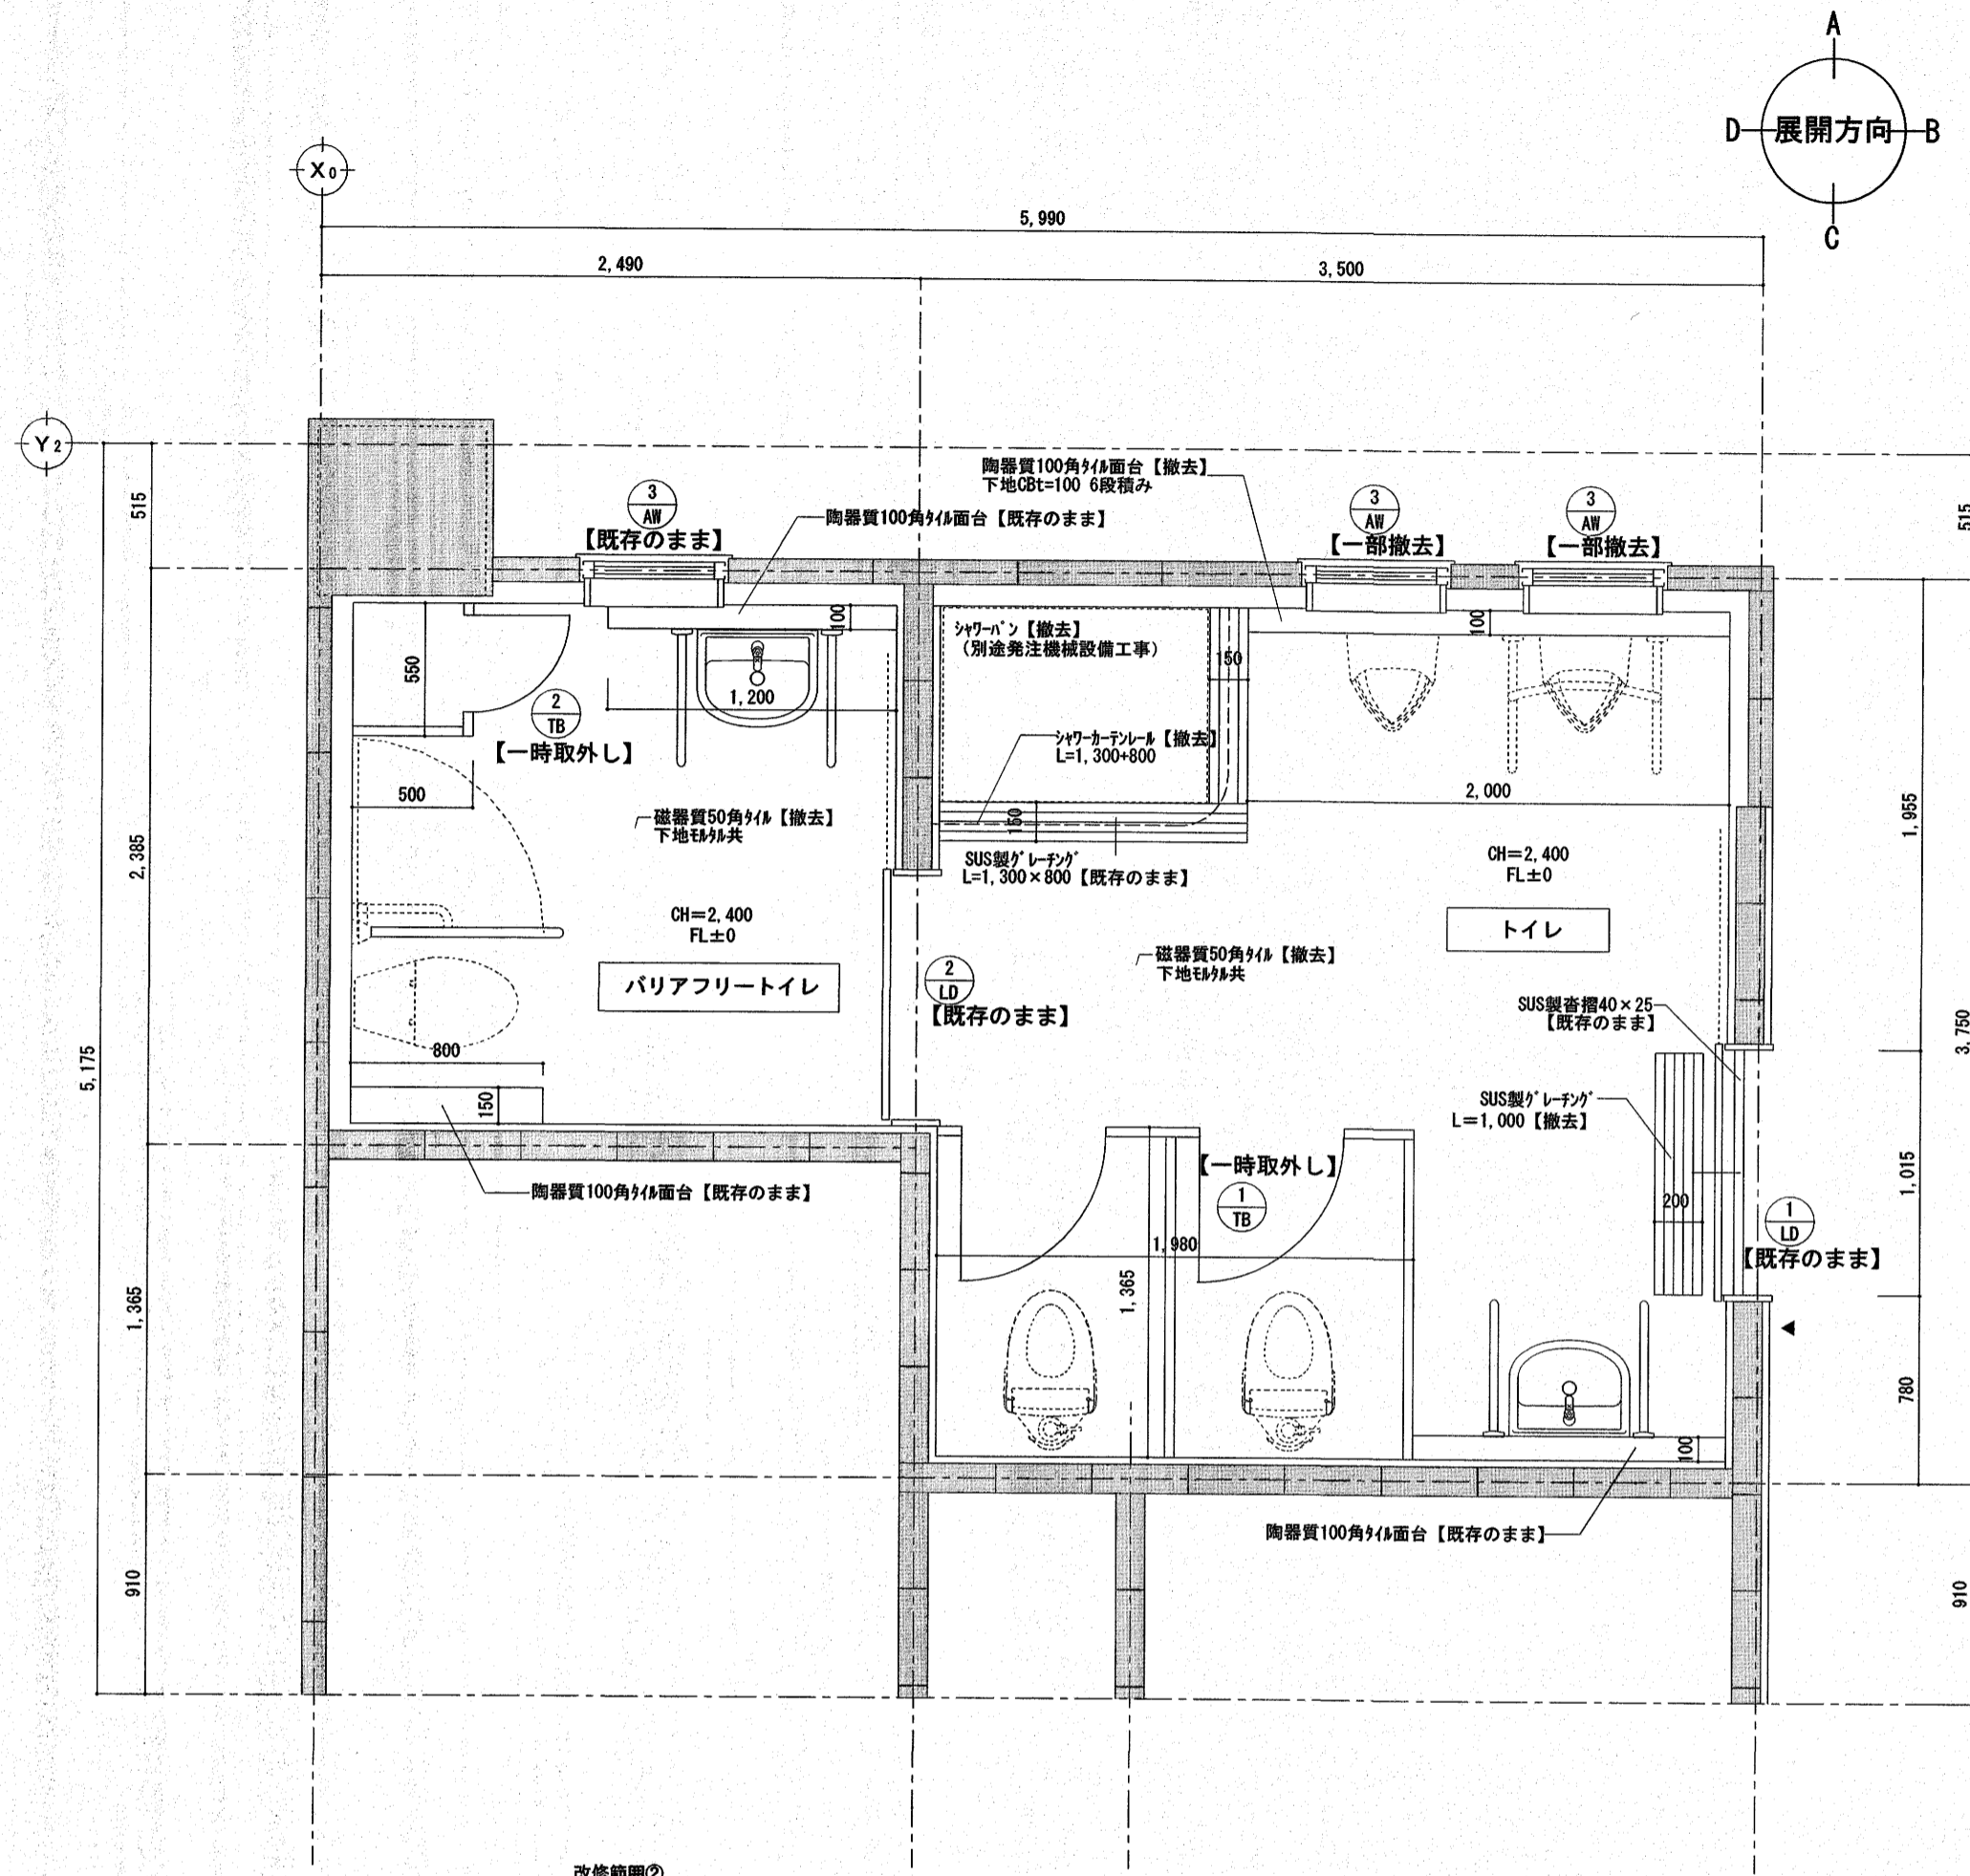 A
D 展開方向 B
C
X0
5,990
2,490
3,500
Y2
515
2,385
5,175
1,365
910
515
1,955
3,750
1,015
780
910
陶器質100角ﾀｲﾙ面台【撤去】
下地CBt=100 6段積み
3
AW
【既存のまま】
陶器質100角ﾀｲﾙ面台【既存のまま】
3
AW
【一部撤去】
3
AW
【一部撤去】
100
550
1,200
2
TB
【一時取外し】
500
磁器質50角ﾀｲﾙ【撤去】
下地ﾓﾙﾀﾙ共
CH=2,400
FL±0
バリアフリートイレ
800
150
陶器質100角ﾀｲﾙ面台【既存のまま】
ｼｬﾜｰﾊﾟﾝ【撤去】
(別途発注機械設備工事)
150
100
ｼｬﾜｰｶｰﾃﾝﾚｰﾙ【撤去】
L=1,300+800
150
2,000
SUS製ｸﾞﾚｰﾁﾝｸﾞ
L=1,300×800【既存のまま】
CH=2,400
FL±0
トイレ
磁器質50角ﾀｲﾙ【撤去】
下地ﾓﾙﾀﾙ共
2
LD
【既存のまま】
SUS製沓摺40×25
【既存のまま】
SUS製ｸﾞﾚｰﾁﾝｸﾞ
L=1,000【撤去】
200
【一時取外し】
1
TB
1,980
1,365
1
LD
【既存のまま】
100
陶器質100角ﾀｲﾙ面台【既存のまま】
改修範囲②